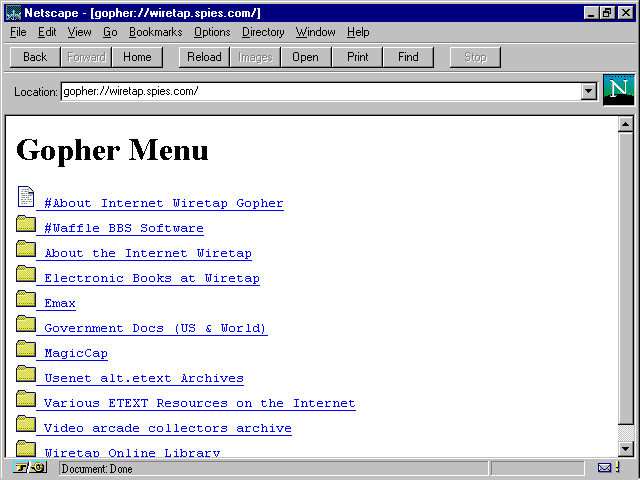 Netscape - [gopher://wiretap.spies.com/]
File Edit View Go Bookmarks Options Directory Window Help
Back Forward Home Reload Images Open Print Find Stop
Location: gopher://wiretap.spies.com/
N
Gopher Menu
#About Internet Wiretap Gopher
#Waffle BBS Software
About the Internet Wiretap
Electronic Books at Wiretap
Emax
Government Docs (US & World)
MagicCap
Usenet alt.etext Archives
Various ETEXT Resources on the Internet
Video arcade collectors archive
Wiretap Online Library
Document: Done